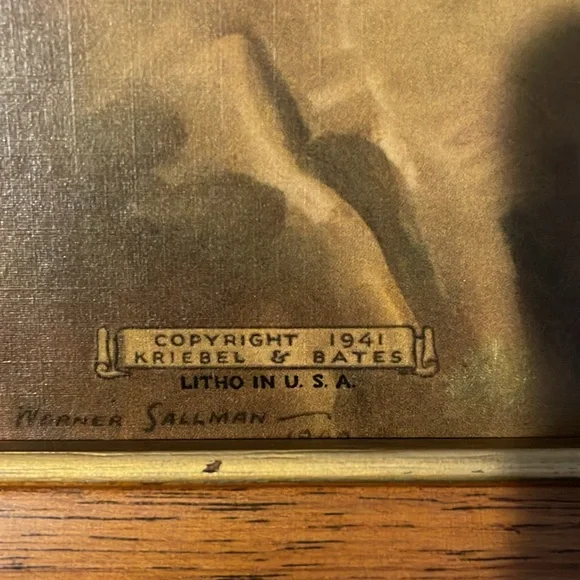 COPYRIGHT 1941
KRIEBEL & BATES
LITHO IN U. S. A.
WARNER SALLMAN